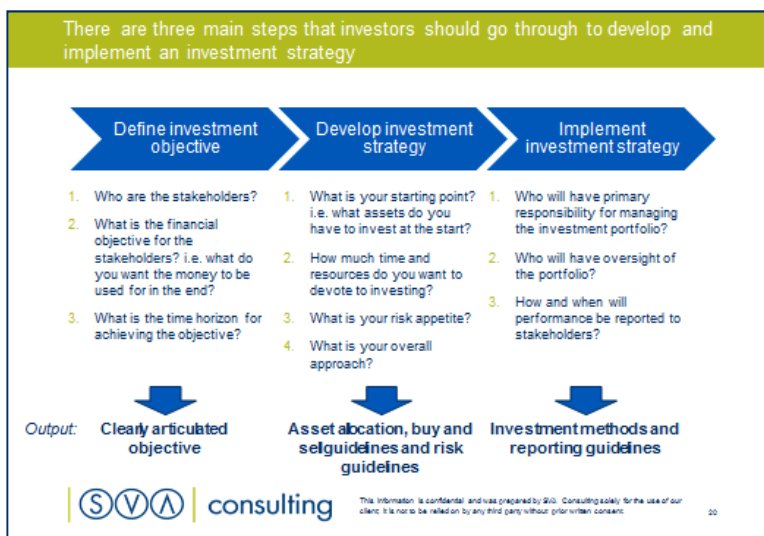 There are three main steps that investors should go through to develop and
implement an investment strategy
Define investment
objective
Develop investment
strategy
Implement
investment strategy
1. Who are the stakeholders?
2. What is the financial
objective for the
stakeholders? i.e. what do
you want the money to be
used for in the end?
3. What is the time horizon for
achieving the objective?
1. What is your starting point?
i.e. what assets do you
have to invest at the start?
2. How much time and
resources do you want to
devote to investing?
3. What is your risk appetite?
4. What is your overall
approach?
1. Who will have primary
responsibility for managing
the investment portfolio?
2. Who will have oversight of
the portfolio?
3. How and when will
performance be reported to
stakeholders?
Output:
Clearly articulated
objective
Asset alocation, buy and
sell guidelines and risk
guidelines
Investment methods and
reporting guidelines
SVA consulting
This information is confidential and was prepared by SVA Consulting solely for the use of our
client; it is not to be relied on by any third party without prior written consent.
20